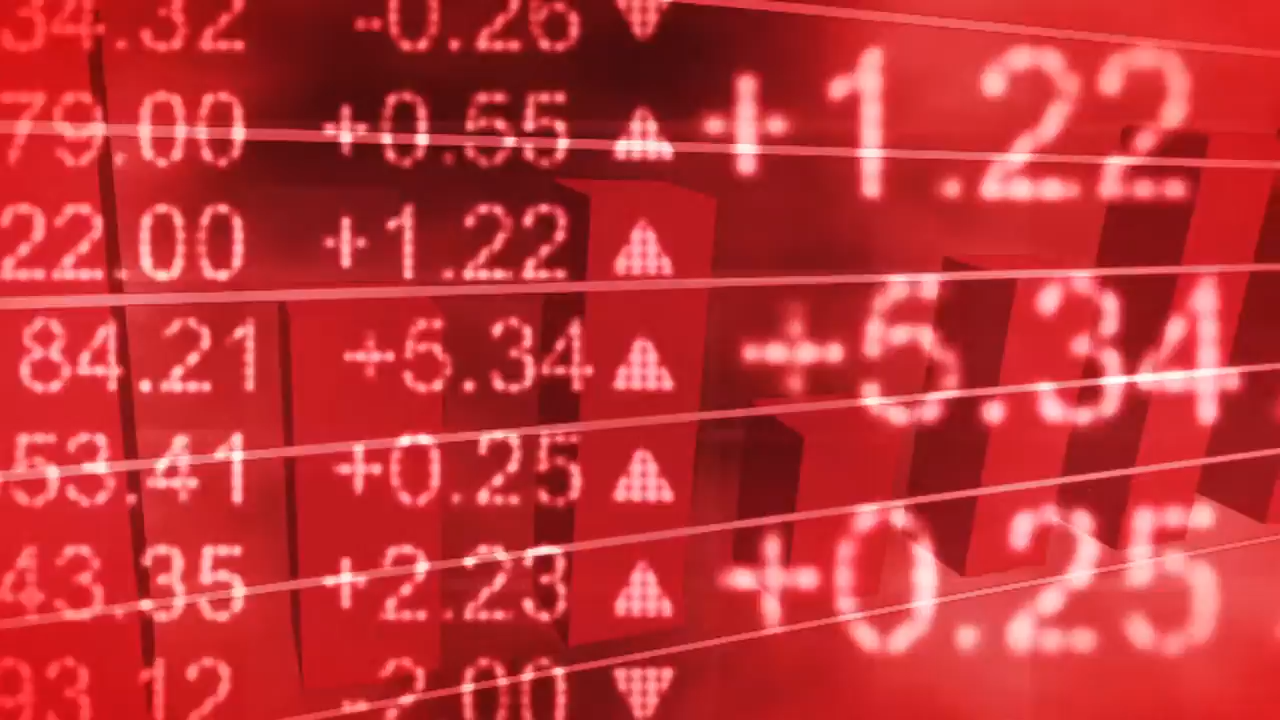 34.32 -0.26 ▼
79.00 +0.55 ▲ +1.22
22.00 +1.22 ▲
84.21 +5.34 ▲ +5.34
53.41 +0.25 ▲
43.35 +2.23 ▲ +0.25
93.12 -2.00 ▼